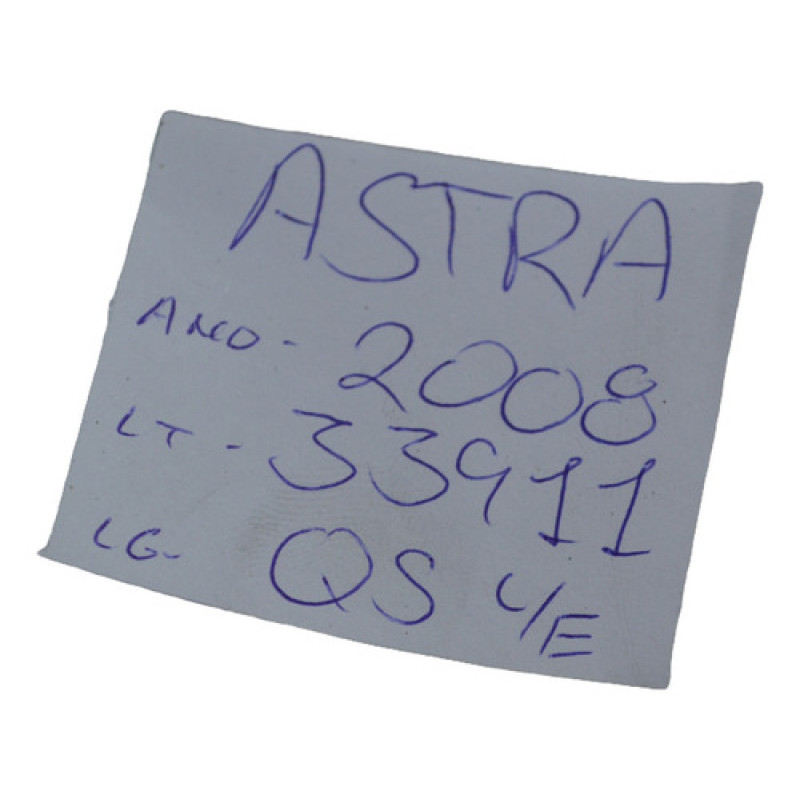 ASTRA
ANO - 2008
LT - 33911
LG - QS L/E